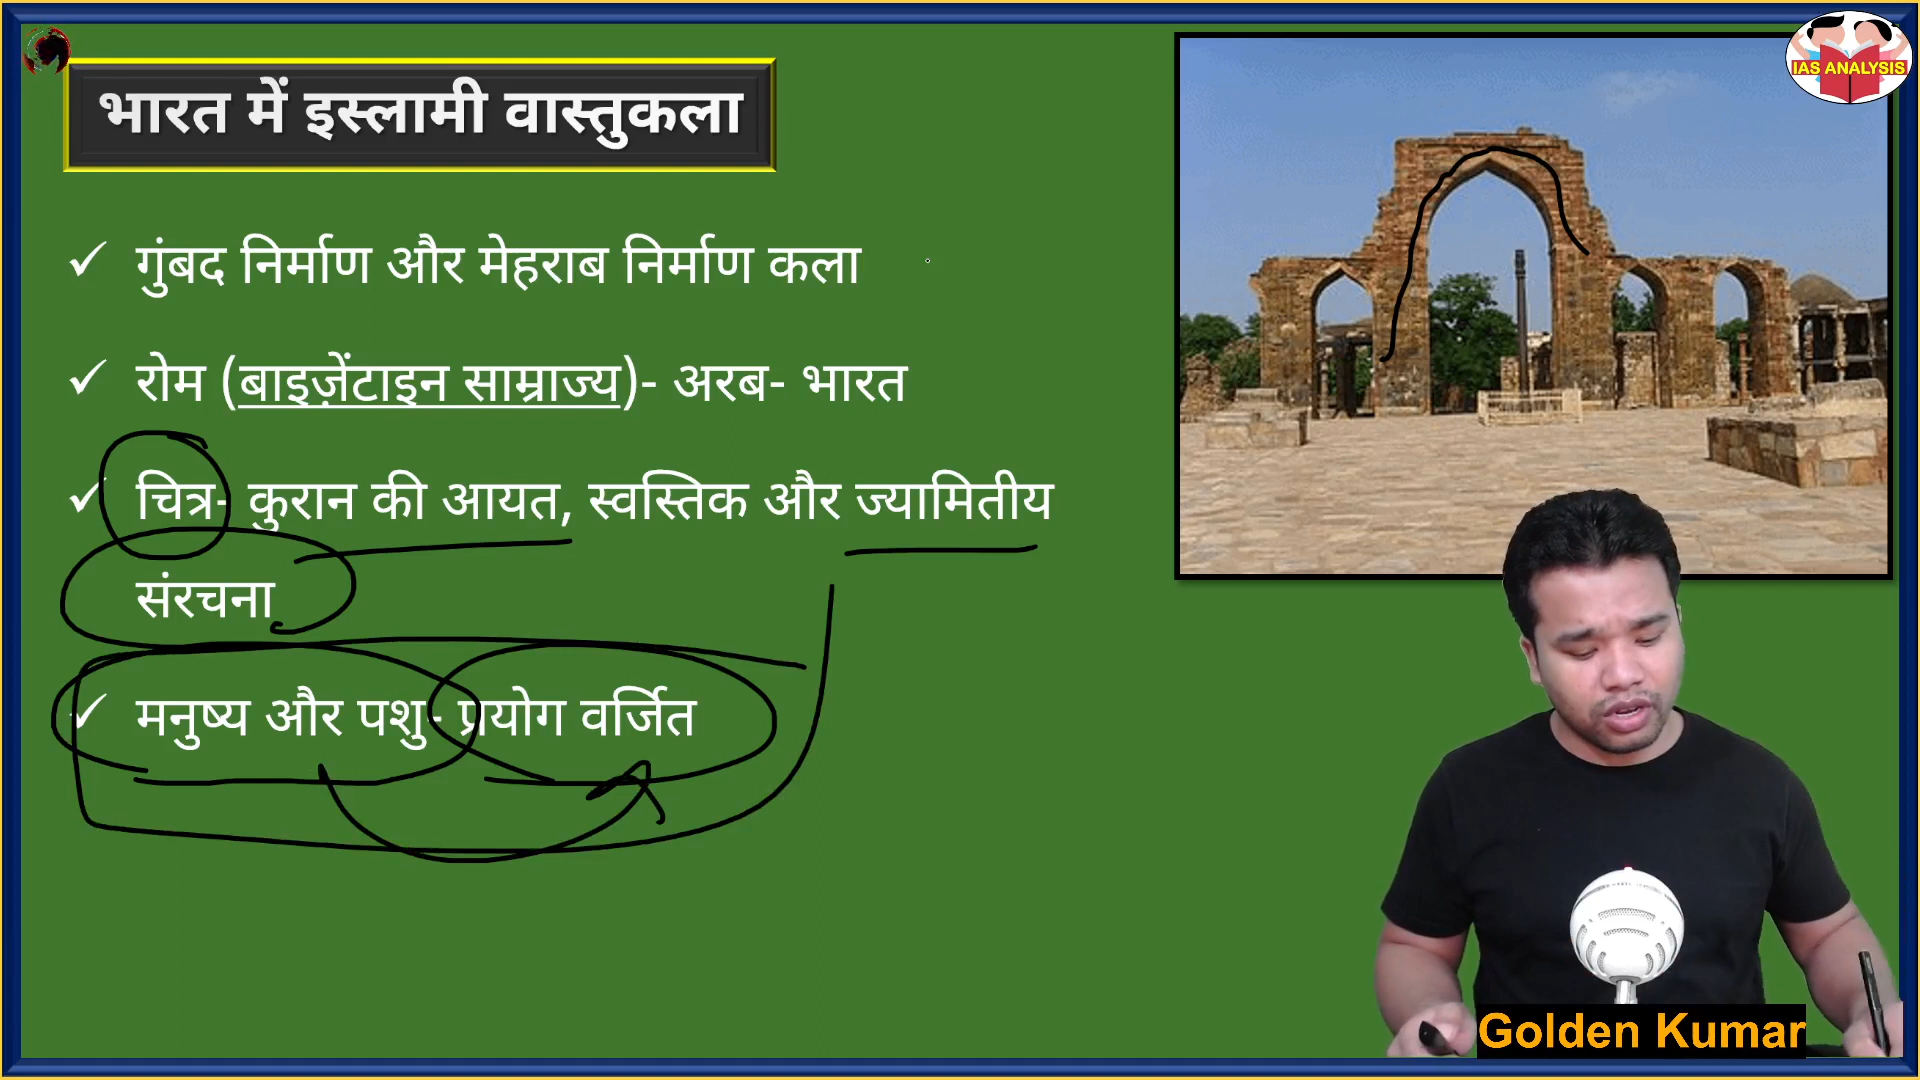 IAS ANALYSIS
भारत में इस्लामी वास्तुकला
गुंबद निर्माण और मेहराब निर्माण कला
रोम (बाइज़ेंटाइन साम्राज्य)- अरब- भारत
चित्र- कुरान की आयत, स्वस्तिक और ज्यामितीय
संरचना
मनुष्य और पशु- प्रयोग वर्जित
Golden Kumar